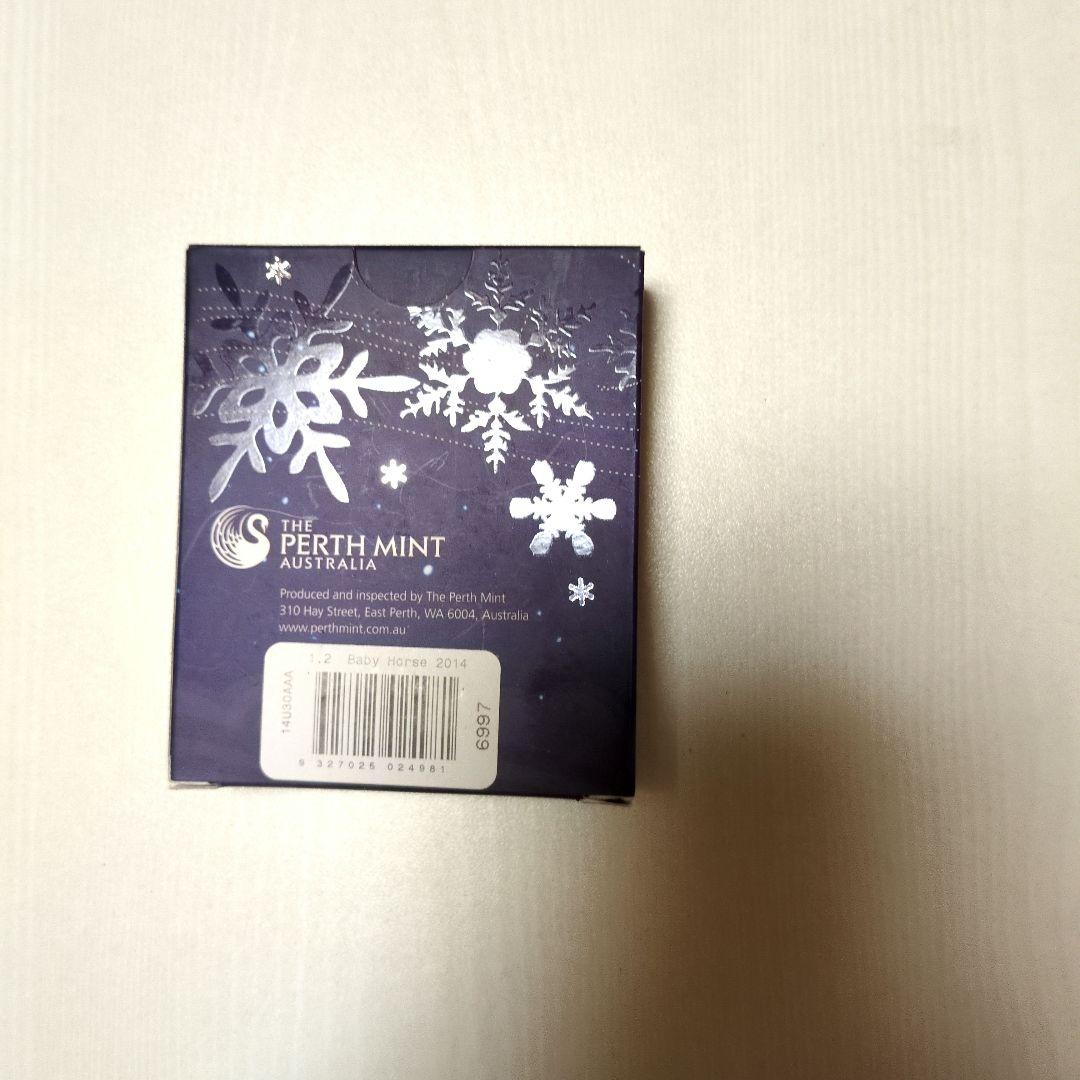 THE
PERTH MINT
AUSTRALIA
Produced and inspected by The Perth Mint
310 Hay Street, East Perth, WA 6004, Australia
www.perthmint.com.au
1.2 Baby Horse 2014
14U30AAA
6997
9 327025 024981